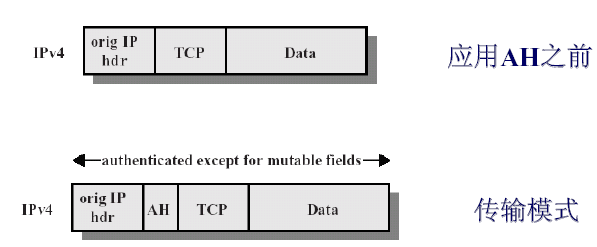 IPv4 orig IP hdr TCP Data 应用AH之前
authenticated except for mutable fields
IPv4 orig IP hdr AH TCP Data 传输模式